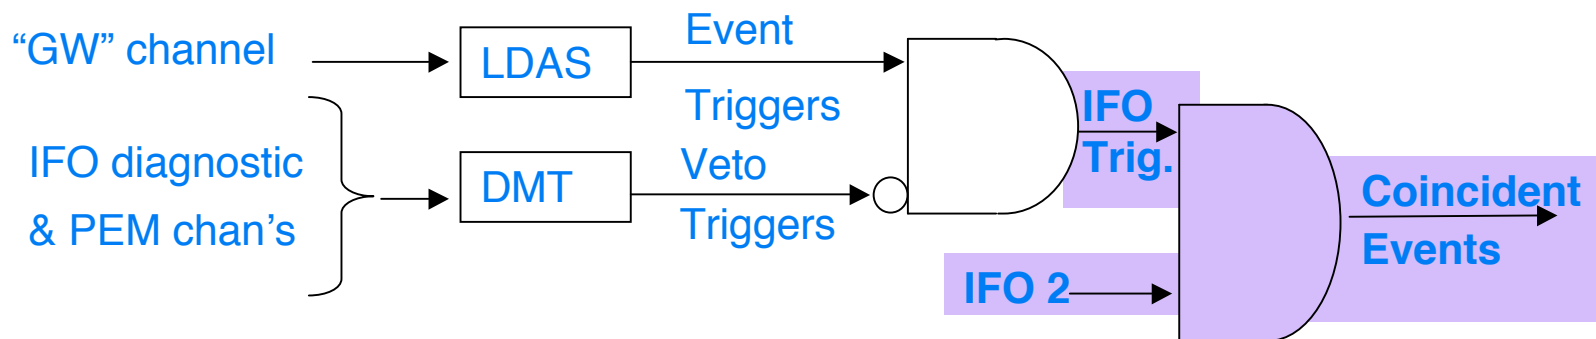 “GW” channel
LDAS
Event
Triggers
IFO diagnostic
& PEM chan’s
DMT
Veto
Triggers
IFO
Trig.
IFO 2
Coincident
Events